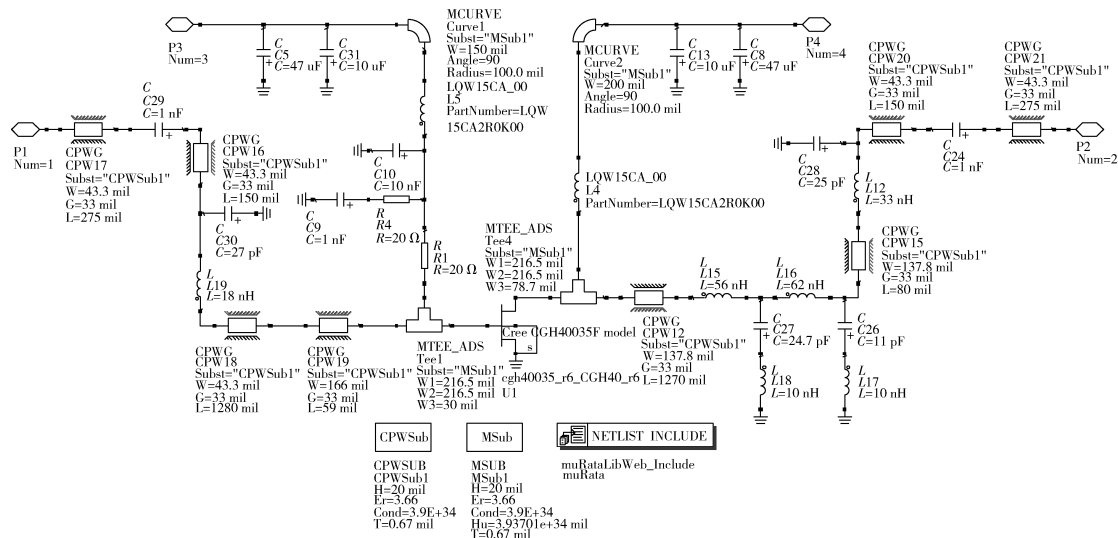 P3
Num=3
C
C5
C=47 uF
C
C31
C=10 uF
MCURVE
Curve1
Subst="MSub1"
W=150 mil
Angle=90
Radius=100.0 mil
LQW15CA_00
L5
PartNumber=LQW
15CA2R0K00
MCURVE
Curve2
Subst="MSub1"
W=200 mil
Angle=90
Radius=100.0 mil
C
C13
C=10 uF
C
C8
C=47 uF
P4
Num=4
CPWG
CPW20
Subst="CPWSub1"
W=43.3 mil
G=33 mil
L=150 mil
CPWG
CPW21
Subst="CPWSub1"
W=43.3 mil
G=33 mil
L=275 mil
P1
Num=1
CPWG
CPW17
Subst="CPWSub1"
W=43.3 mil
G=33 mil
L=275 mil
C
C29
C=1 nF
CPWG
CPW16
Subst="CPWSub1"
W=43.3 mil
G=33 mil
L=150 mil
C
C30
C=27 pF
C
C10
C=10 nF
C
C9
C=1 nF
R
R4
R=20 Ω
R
R1
R=20 Ω
LQW15CA_00
L4
PartNumber=LQW15CA2R0K00
C
C28
C=25 pF
C
C24
C=1 nF
P2
Num=2
L
L12
L=33 nH
CPWG
CPW15
Subst="CPWSub1"
W=137.8 mil
G=33 mil
L=80 mil
L
L19
L=18 nH
CPWG
CPW18
Subst="CPWSub1"
W=43.3 mil
G=33 mil
L=1280 mil
CPWG
CPW19
Subst="CPWSub1"
W=166 mil
G=33 mil
L=59 mil
MTEE_ADS
Tee1
Subst="MSub1"
W1=216.5 mil
W2=216.5 mil
W3=30 mil
MTEE_ADS
Tee4
Subst="MSub1"
W1=216.5 mil
W2=216.5 mil
W3=78.7 mil
Cree CGH40035F model
s
cgh40035_r6_CGH40_r6
U1
CPWG
CPW12
Subst="CPWSub1"
W=137.8 mil
G=33 mil
L=1270 mil
L
L15
L=56 nH
L
L16
L=62 nH
C
C27
C=24.7 pF
C
C26
C=11 pF
L
L18
L=10 nH
L
L17
L=10 nH
CPWSub
CPWSUB
CPWSub1
H=20 mil
Er=3.66
Cond=3.9E+34
T=0.67 mil
MSub
MSUB
MSub1
H=20 mil
Er=3.66
Cond=3.9E+34
Hu=3.93701e+34 mil
T=0.67 mil
NETLIST INCLUDE
muRataLibWeb_Include
muRata